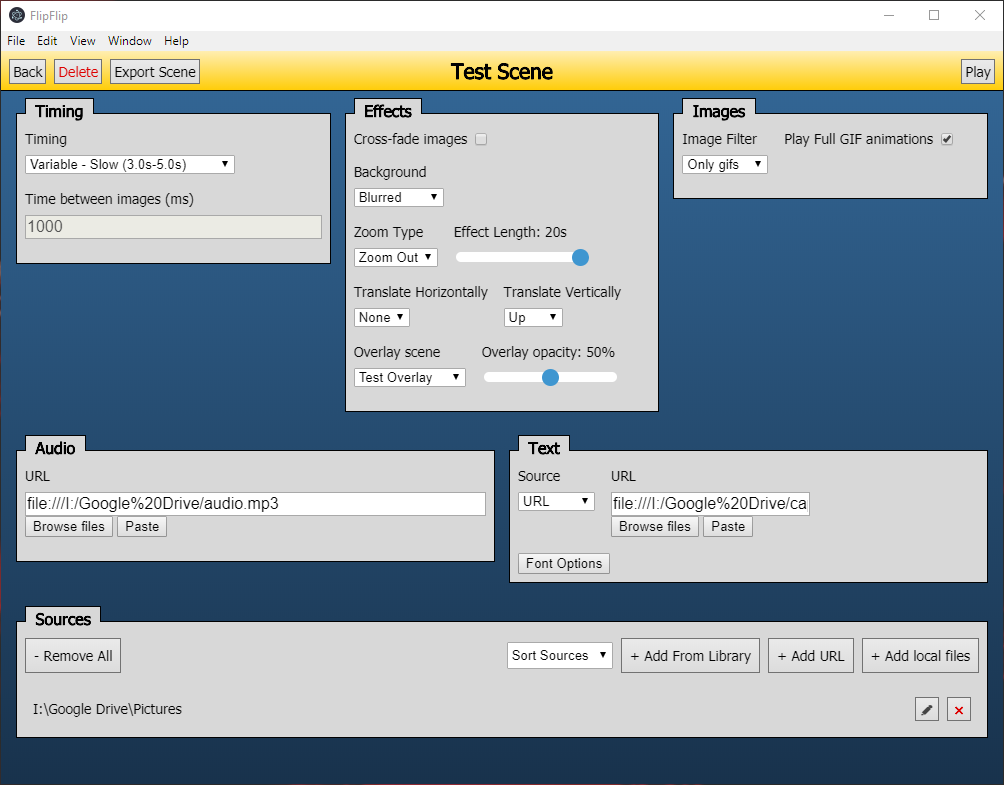 FlipFlip
File Edit View Window Help
Back Delete Export Scene Test Scene Play
Timing
Timing
Variable - Slow (3.0s-5.0s)
Time between images (ms)
1000
Effects
Cross-fade images
Background
Blurred
Zoom Type Effect Length: 20s
Zoom Out
Translate Horizontally Translate Vertically
None Up
Overlay scene Overlay opacity: 50%
Test Overlay
Images
Image Filter Play Full GIF animations
Only gifs
Audio
URL
file:///I:/Google%20Drive/audio.mp3
Browse files Paste
Text
Source URL
URL file:///I:/Google%20Drive/ca
Browse files Paste
Font Options
Sources
- Remove All Sort Sources + Add From Library + Add URL + Add local files
I:\Google Drive\Pictures